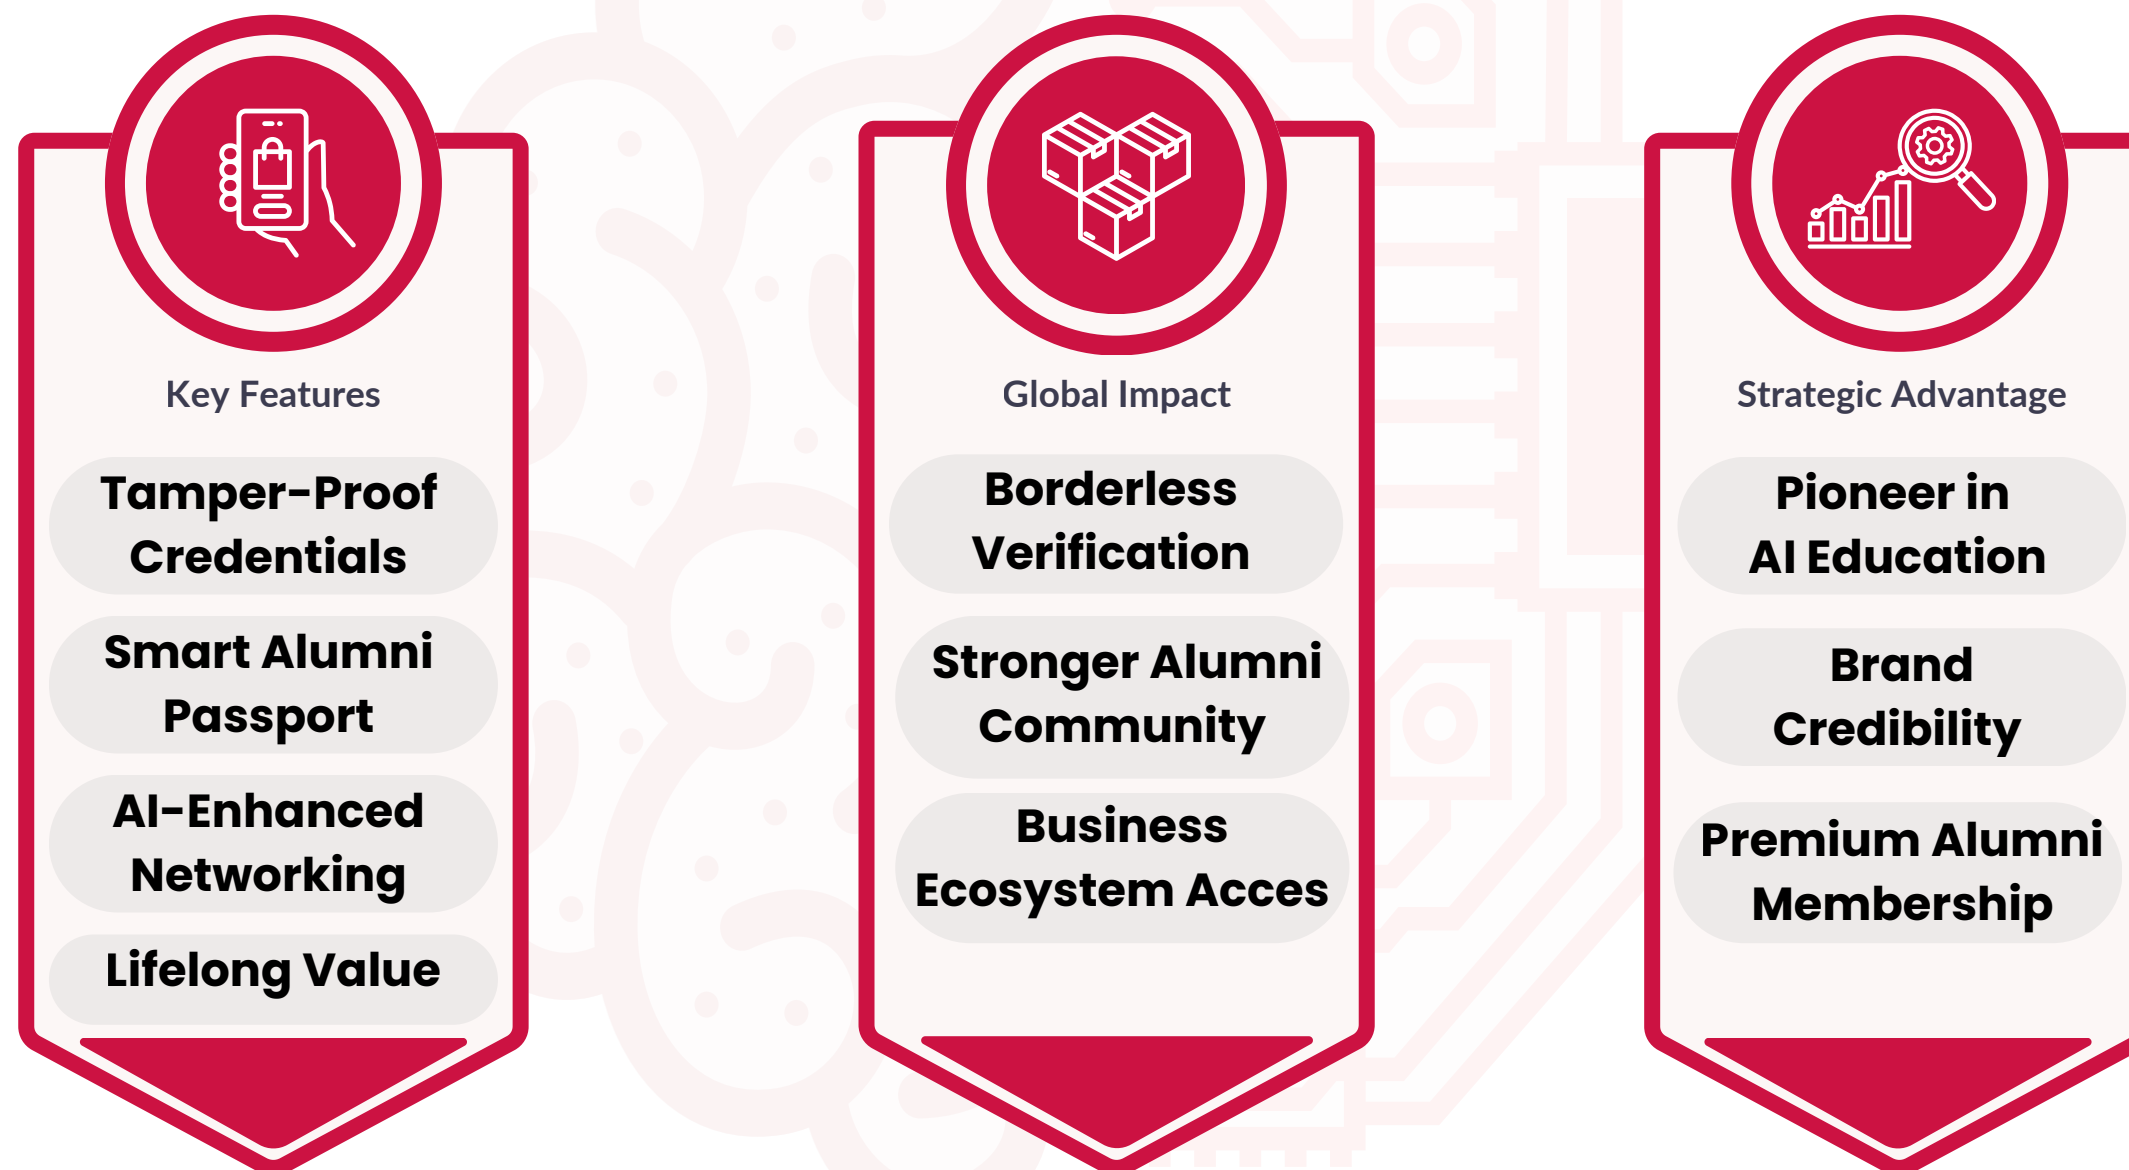 Key Features
Tamper-Proof
Credentials
Smart Alumni
Passport
AI-Enhanced
Networking
Lifelong Value
Global Impact
Borderless
Verification
Stronger Alumni
Community
Business
Ecosystem Acces
Strategic Advantage
Pioneer in
AI Education
Brand
Credibility
Premium Alumni
Membership